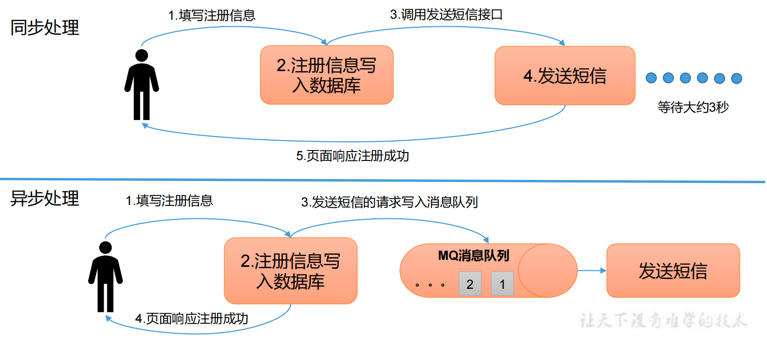 同步处理
1.填写注册信息
3.调用发送短信接口
2.注册信息写
入数据库
4.发送短信
等待大约3秒
5.页面响应注册成功
异步处理
1.填写注册信息
3.发送短信的请求写入消息队列
2.注册信息写
入数据库
MQ消息队列
。。。 2 1
发送短信
4.页面响应注册成功
让天下没有难学的技术